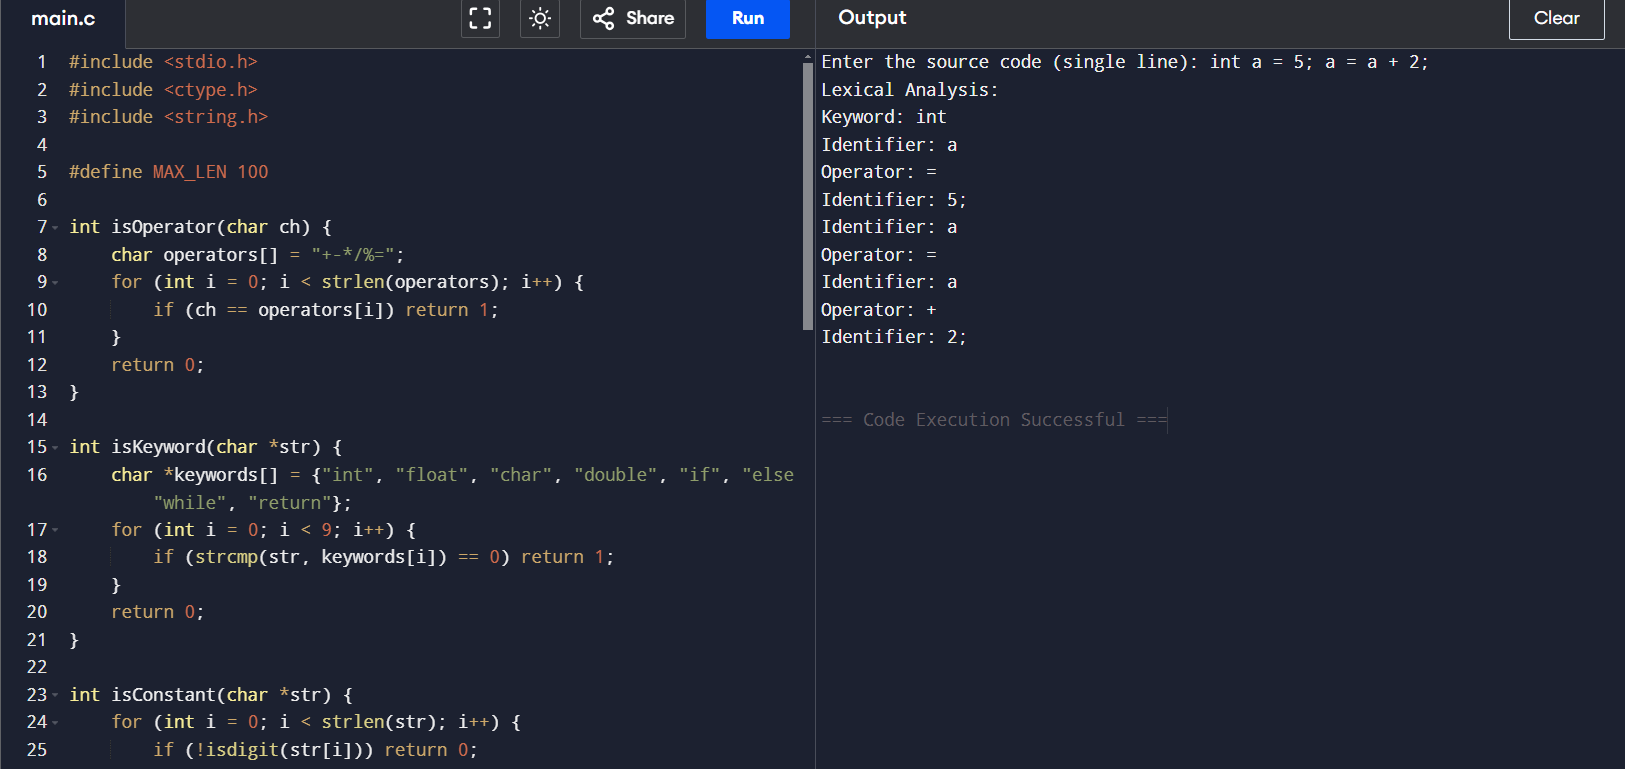 main.c
Share
Run
Output
Clear
1 #include <stdio.h>
2 #include <ctype.h>
3 #include <string.h>
4
5 #define MAX_LEN 100
6
7 int isOperator(char ch) {
8 char operators[] = "+-*/%=";
9 for (int i = 0; i < strlen(operators); i++) {
10 if (ch == operators[i]) return 1;
11 }
12 return 0;
13 }
14
15 int isKeyword(char *str) {
16 char *keywords[] = {"int", "float", "char", "double", "if", "else
"while", "return"};
17 for (int i = 0; i < 9; i++) {
18 if (strcmp(str, keywords[i]) == 0) return 1;
19 }
20 return 0;
21 }
22
23 int isConstant(char *str) {
24 for (int i = 0; i < strlen(str); i++) {
25 if (!isdigit(str[i])) return 0;
Enter the source code (single line): int a = 5; a = a + 2;
Lexical Analysis:
Keyword: int
Identifier: a
Operator: =
Identifier: 5;
Identifier: a
Operator: =
Identifier: a
Operator: +
Identifier: 2;
=== Code Execution Successful ===